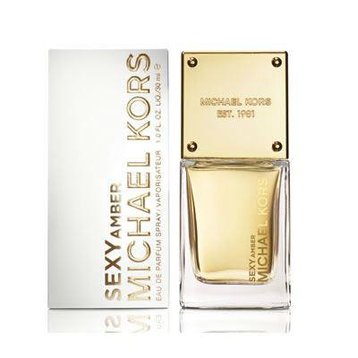 SEXY AMBER
MICHAEL KORS
EAU DE PARFUM SPRAY/ VAPORISATEUR 1.0 FL. OZ. LIQ./30 ml ℮
MICHAEL KORS
EST. 1981
SEXY AMBER
MICHAEL KORS